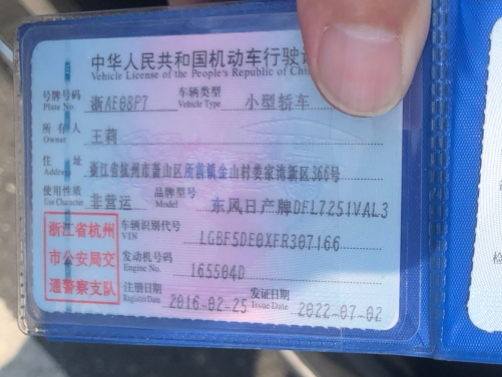 中华人民共和国机动车行驶证
Vehicle License of the People's Republic of Chi
号牌号码 浙AE08P7 车辆类型 小型轿车
Plate No. Vehicle Type
所有人 王莉
Owner
住址 浙江省杭州市萧山区所前镇金山村娄家湾新区366号
Address
使用性质 非营运 品牌型号 东风日产牌DFL7251VAL3
Use Character Model
浙江省杭州
市公安局交
通警察支队
车辆识别代号 LGBF5DE0XFR307166
VIN
发动机号码 165504D
Engine No.
注册日期 2016-02-25 发证日期 2022-07-02
Register Date Issue Date